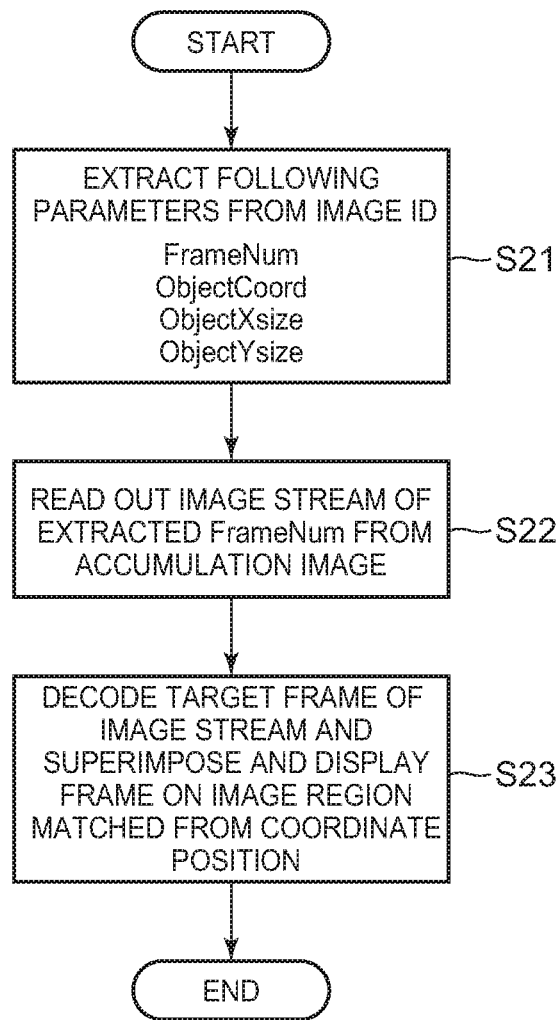 START
EXTRACT FOLLOWING
PARAMETERS FROM IMAGE ID
FrameNum
ObjectCoord
ObjectXsize
ObjectYsize
S21
READ OUT IMAGE STREAM OF
EXTRACTED FrameNum FROM
ACCUMULATION IMAGE
S22
DECODE TARGET FRAME OF
IMAGE STREAM AND
SUPERIMPOSE AND DISPLAY
FRAME ON IMAGE REGION
MATCHED FROM COORDINATE
POSITION
S23
END